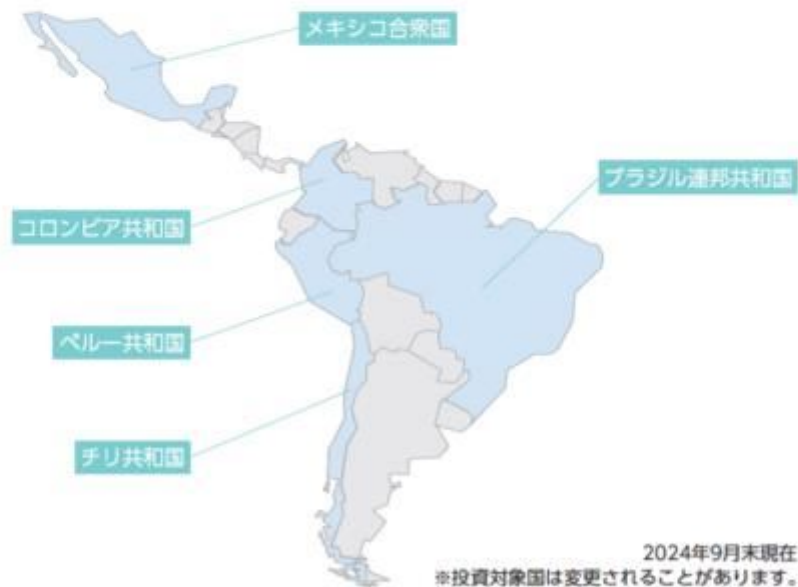 メキシコ合衆国
ブラジル連邦共和国
コロンビア共和国
ペルー共和国
チリ共和国
2024年9月末現在
※投資対象国は変更されることがあります。